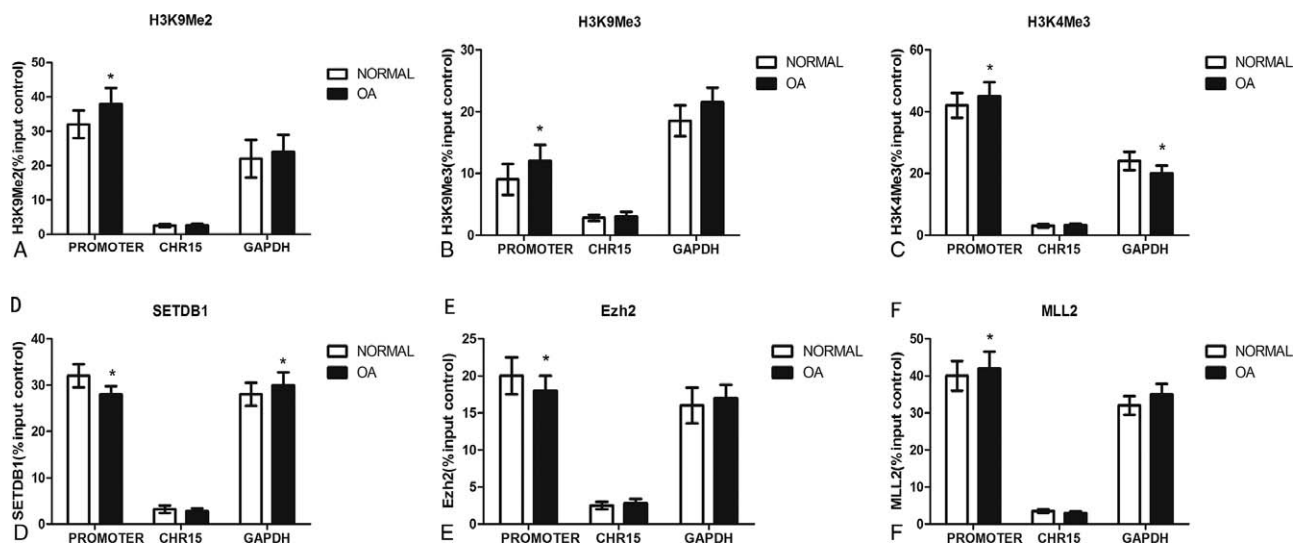 H3K9Me2
H3K9Me2(%input control)
50
40
30
20
10
0
PROMOTER CHR15 GAPDH
* 
NORMAL
OA
A
H3K9Me3
H3K9Me3(%input control)
30
20
10
0
PROMOTER CHR15 GAPDH
*
NORMAL
OA
B
H3K4Me3
H3K4Me3(%input control)
60
40
20
0
PROMOTER CHR15 GAPDH
* *
NORMAL
OA
C
D
SETDB1
SETDB1(%input control)
40
30
20
10
0
PROMOTER CHR15 GAPDH
* *
NORMAL
OA
D
E
Ezh2
Ezh2(%input control)
25
20
15
10
5
0
PROMOTER CHR15 GAPDH
*
NORMAL
OA
E
F
MLL2
MLL2(%input control)
50
40
30
20
10
0
PROMOTER CHR15 GAPDH
*
NORMAL
OA
F